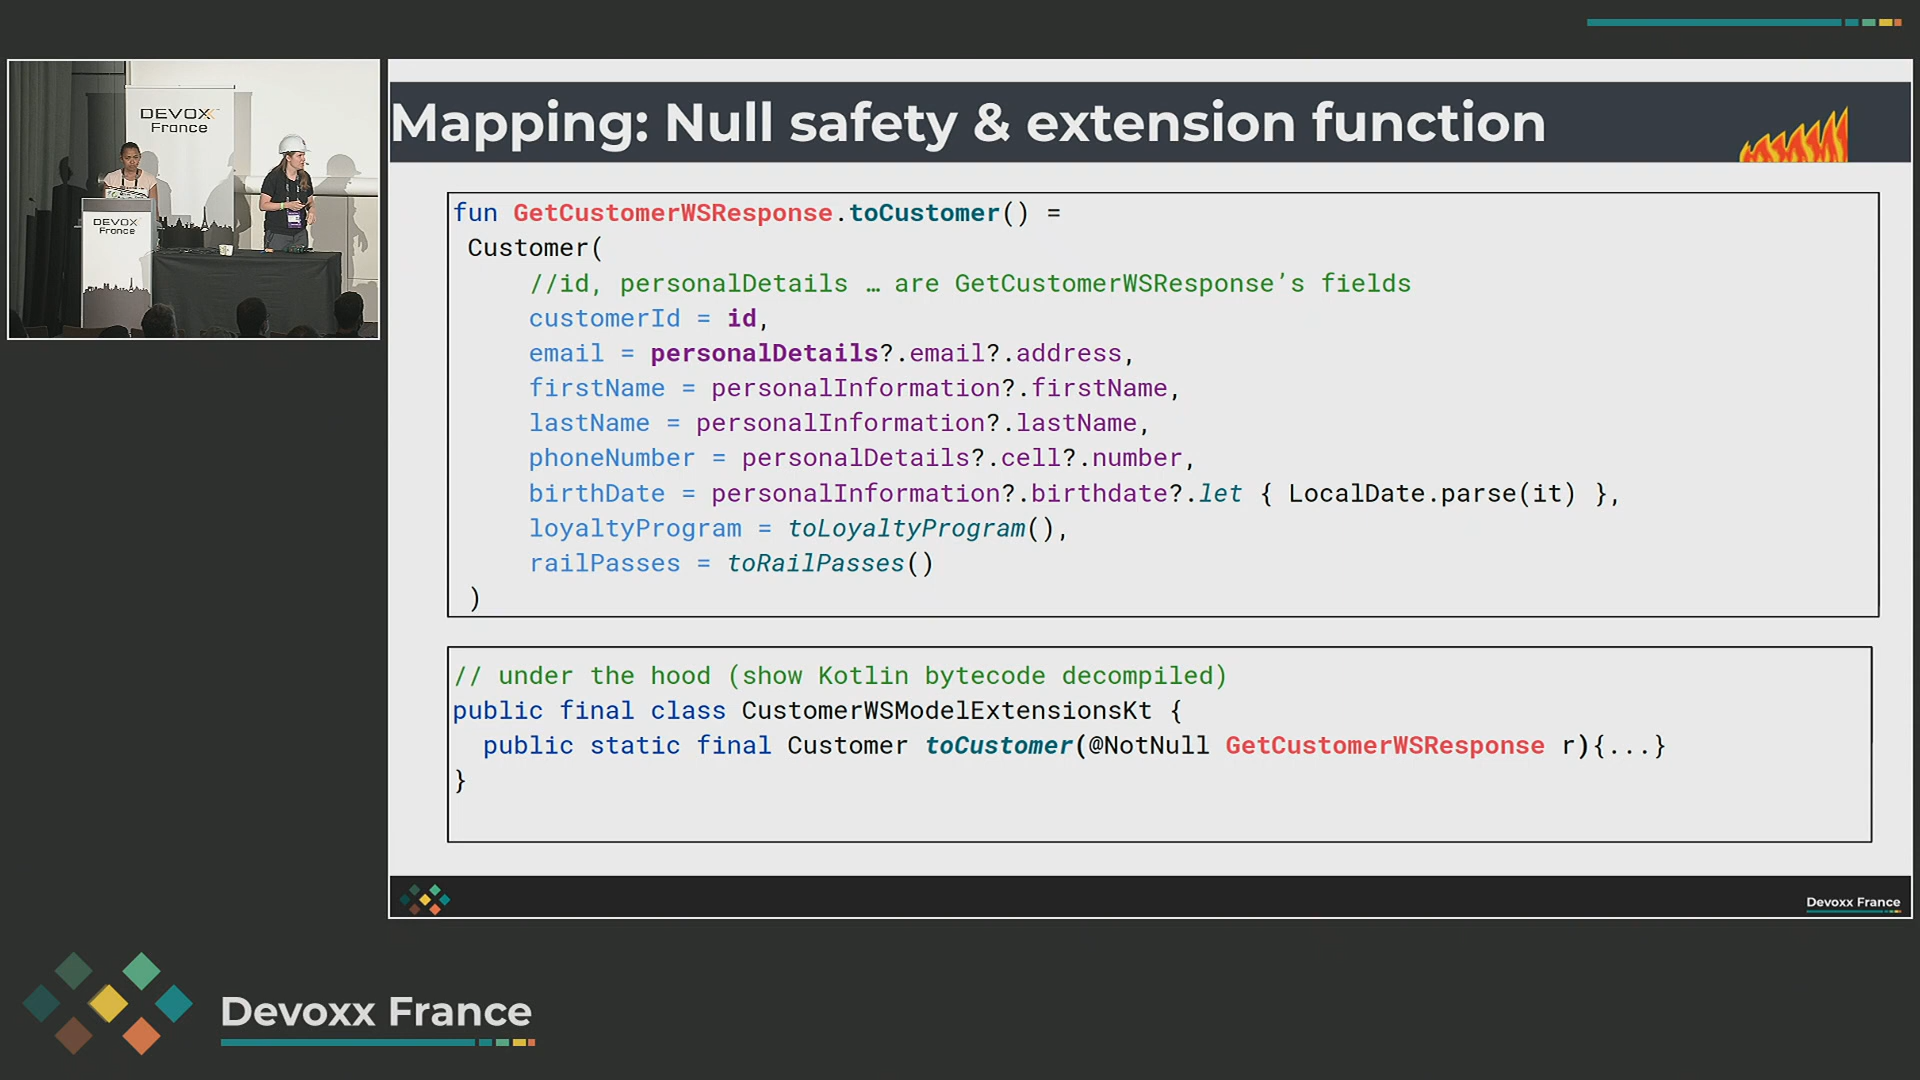 DEVOXX
France
DEVOXX
France
Mapping: Null safety & extension function
fun GetCustomerWSResponse.toCustomer() =
Customer(
//id, personalDetails … are GetCustomerWSResponse’s fields
customerId = id,
email = personalDetails?.email?.address,
firstName = personalInformation?.firstName,
lastName = personalInformation?.lastName,
phoneNumber = personalDetails?.cell?.number,
birthDate = personalInformation?.birthdate?.let { LocalDate.parse(it) },
loyaltyProgram = toLoyaltyProgram(),
railPasses = toRailPasses()
)
// under the hood (show Kotlin bytecode decompiled)
public final class CustomerWSModelExtensionsKt {
public static final Customer toCustomer(@NotNull GetCustomerWSResponse r){...}
}
Devoxx France
Devoxx France